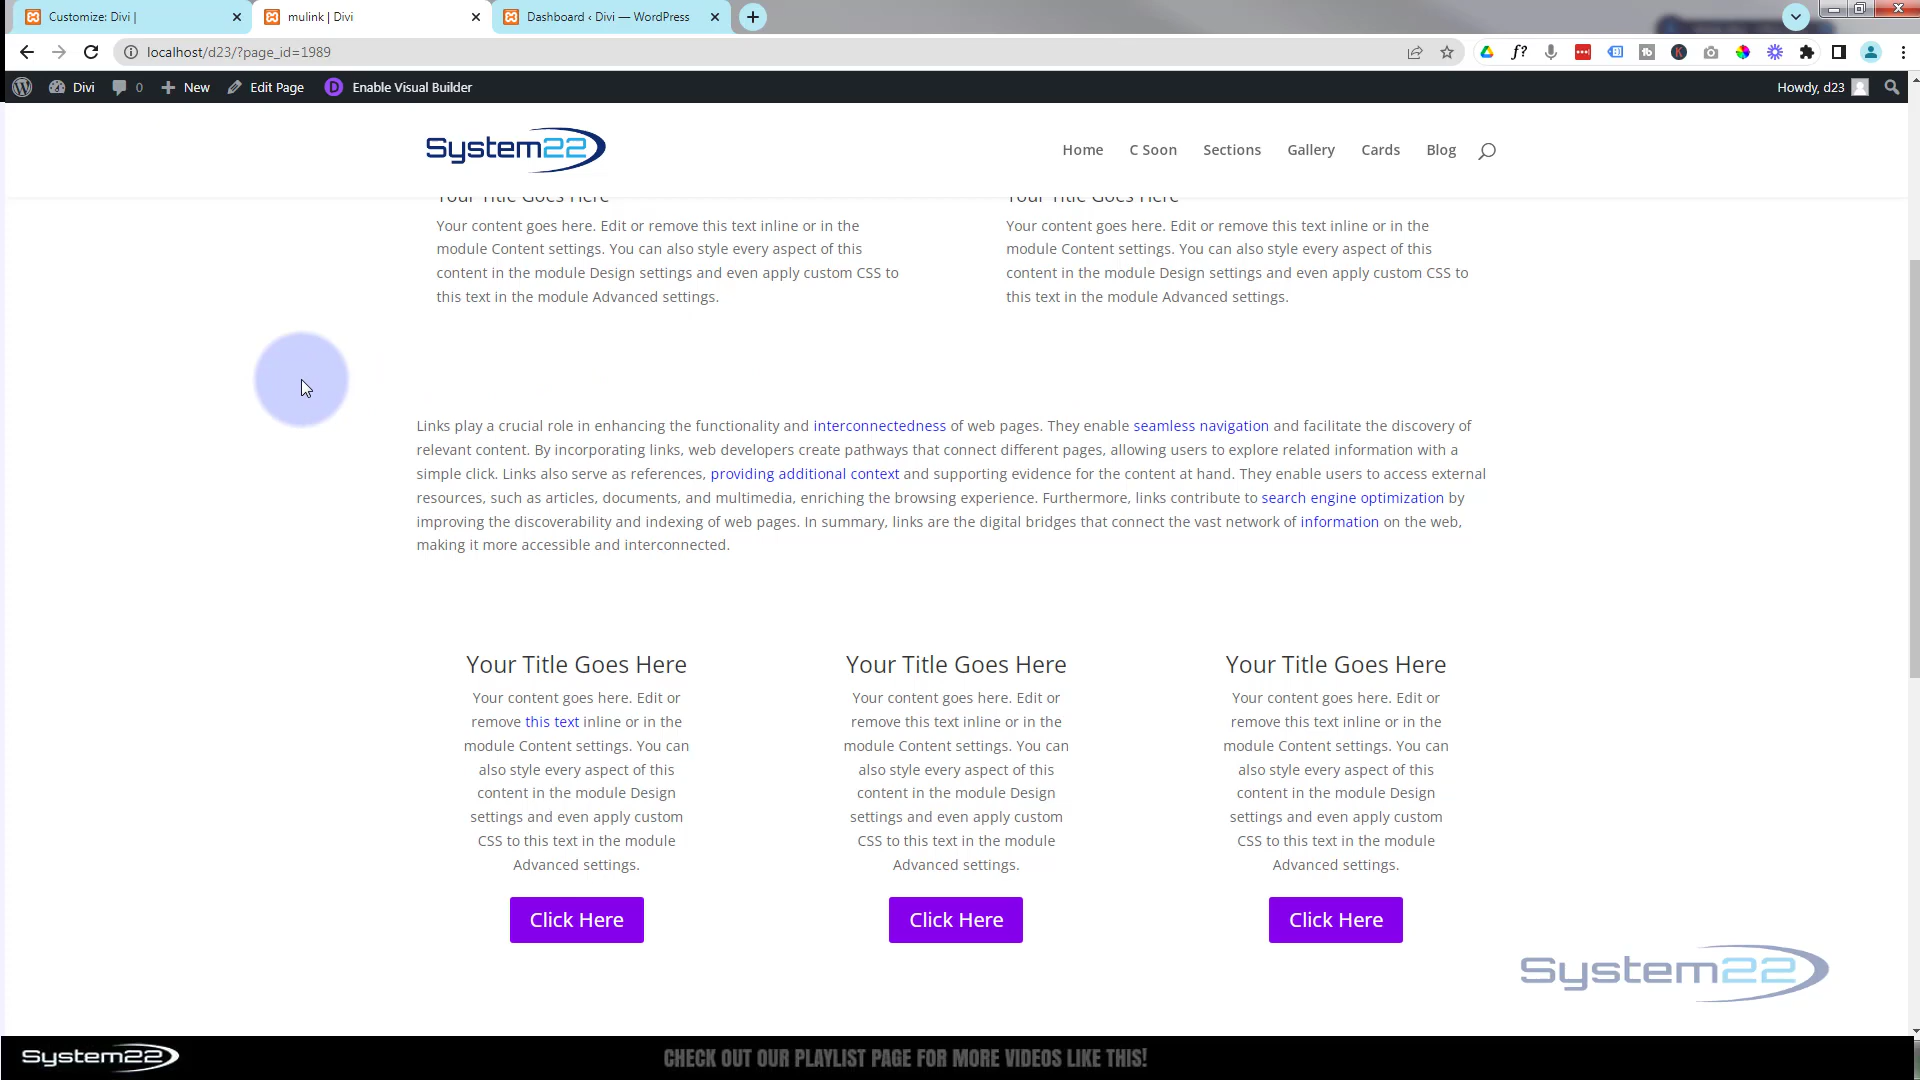 Customize: Divi |
mulink | Divi
Dashboard ‹ Divi — WordPress
localhost/d23/?page_id=1989
Divi
0
New
Edit Page
Enable Visual Builder
Howdy, d23
System22
Home
C Soon
Sections
Gallery
Cards
Blog
Your Title Goes Here
Your content goes here. Edit or remove this text inline or in the
module Content settings. You can also style every aspect of this
content in the module Design settings and even apply custom CSS to
this text in the module Advanced settings.
Your Title Goes Here
Your content goes here. Edit or remove this text inline or in the
module Content settings. You can also style every aspect of this
content in the module Design settings and even apply custom CSS to
this text in the module Advanced settings.
Links play a crucial role in enhancing the functionality and interconnectedness of web pages. They enable seamless navigation and facilitate the discovery of
relevant content. By incorporating links, web developers create pathways that connect different pages, allowing users to explore related information with a
simple click. Links also serve as references, providing additional context and supporting evidence for the content at hand. They enable users to access external
resources, such as articles, documents, and multimedia, enriching the browsing experience. Furthermore, links contribute to search engine optimization by
improving the discoverability and indexing of web pages. In summary, links are the digital bridges that connect the vast network of information on the web,
making it more accessible and interconnected.
Your Title Goes Here
Your content goes here. Edit or
remove this text inline or in the
module Content settings. You can
also style every aspect of this
content in the module Design
settings and even apply custom
CSS to this text in the module
Advanced settings.
Click Here
Your Title Goes Here
Your content goes here. Edit or
remove this text inline or in the
module Content settings. You can
also style every aspect of this
content in the module Design
settings and even apply custom
CSS to this text in the module
Advanced settings.
Click Here
Your Title Goes Here
Your content goes here. Edit or
remove this text inline or in the
module Content settings. You can
also style every aspect of this
content in the module Design
settings and even apply custom
CSS to this text in the module
Advanced settings.
Click Here
System22
System22
CHECK OUT OUR PLAYLIST PAGE FOR MORE VIDEOS LIKE THIS!